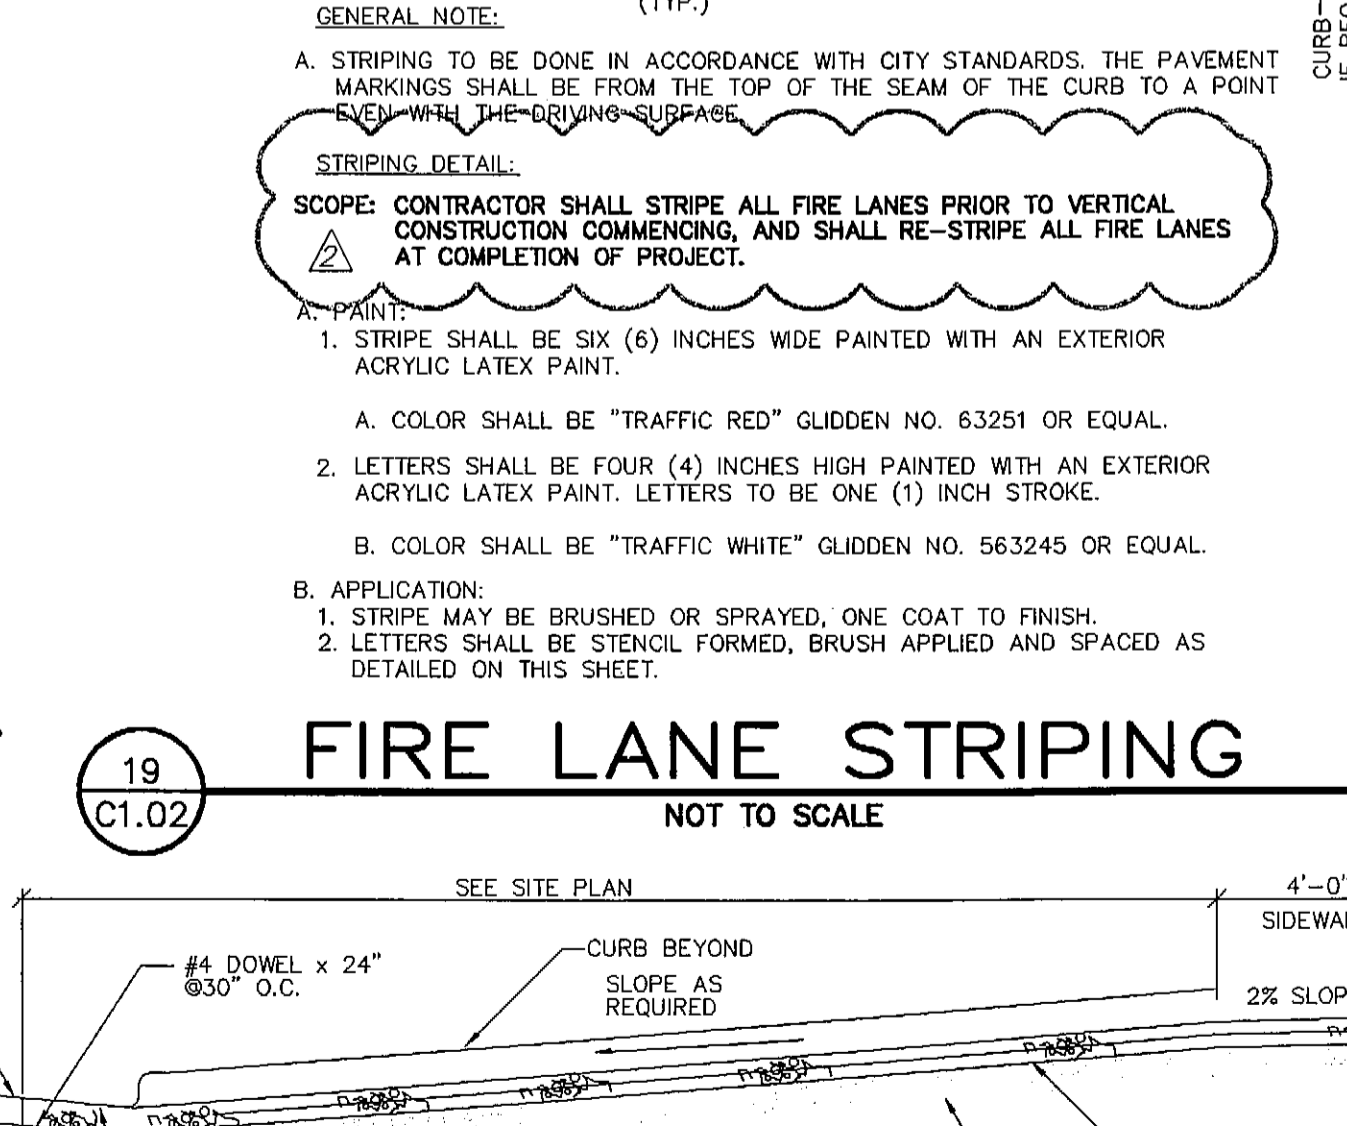 (TYP.)
GENERAL NOTE:
A. STRIPING TO BE DONE IN ACCORDANCE WITH CITY STANDARDS. THE PAVEMENT
MARKINGS SHALL BE FROM THE TOP OF THE SEAM OF THE CURB TO A POINT
EVEN WITH THE DRIVING SURFACE.
STRIPING DETAIL:
SCOPE: CONTRACTOR SHALL STRIPE ALL FIRE LANES PRIOR TO VERTICAL
CONSTRUCTION COMMENCING, AND SHALL RE-STRIPE ALL FIRE LANES
2 AT COMPLETION OF PROJECT.
A. PAINT:
1. STRIPE SHALL BE SIX (6) INCHES WIDE PAINTED WITH AN EXTERIOR
ACRYLIC LATEX PAINT.
A. COLOR SHALL BE "TRAFFIC RED" GLIDDEN NO. 63251 OR EQUAL.
2. LETTERS SHALL BE FOUR (4) INCHES HIGH PAINTED WITH AN EXTERIOR
ACRYLIC LATEX PAINT. LETTERS TO BE ONE (1) INCH STROKE.
B. COLOR SHALL BE "TRAFFIC WHITE" GLIDDEN NO. 563245 OR EQUAL.
B. APPLICATION:
1. STRIPE MAY BE BRUSHED OR SPRAYED, ONE COAT TO FINISH.
2. LETTERS SHALL BE STENCIL FORMED, BRUSH APPLIED AND SPACED AS
DETAILED ON THIS SHEET.
19
C1.02
FIRE LANE STRIPING
NOT TO SCALE
SEE SITE PLAN
4'-0"
SIDEWA
#4 DOWEL x 24"
@30" O.C.
CURB BEYOND
SLOPE AS
REQUIRED
2% SLOP
CURB-